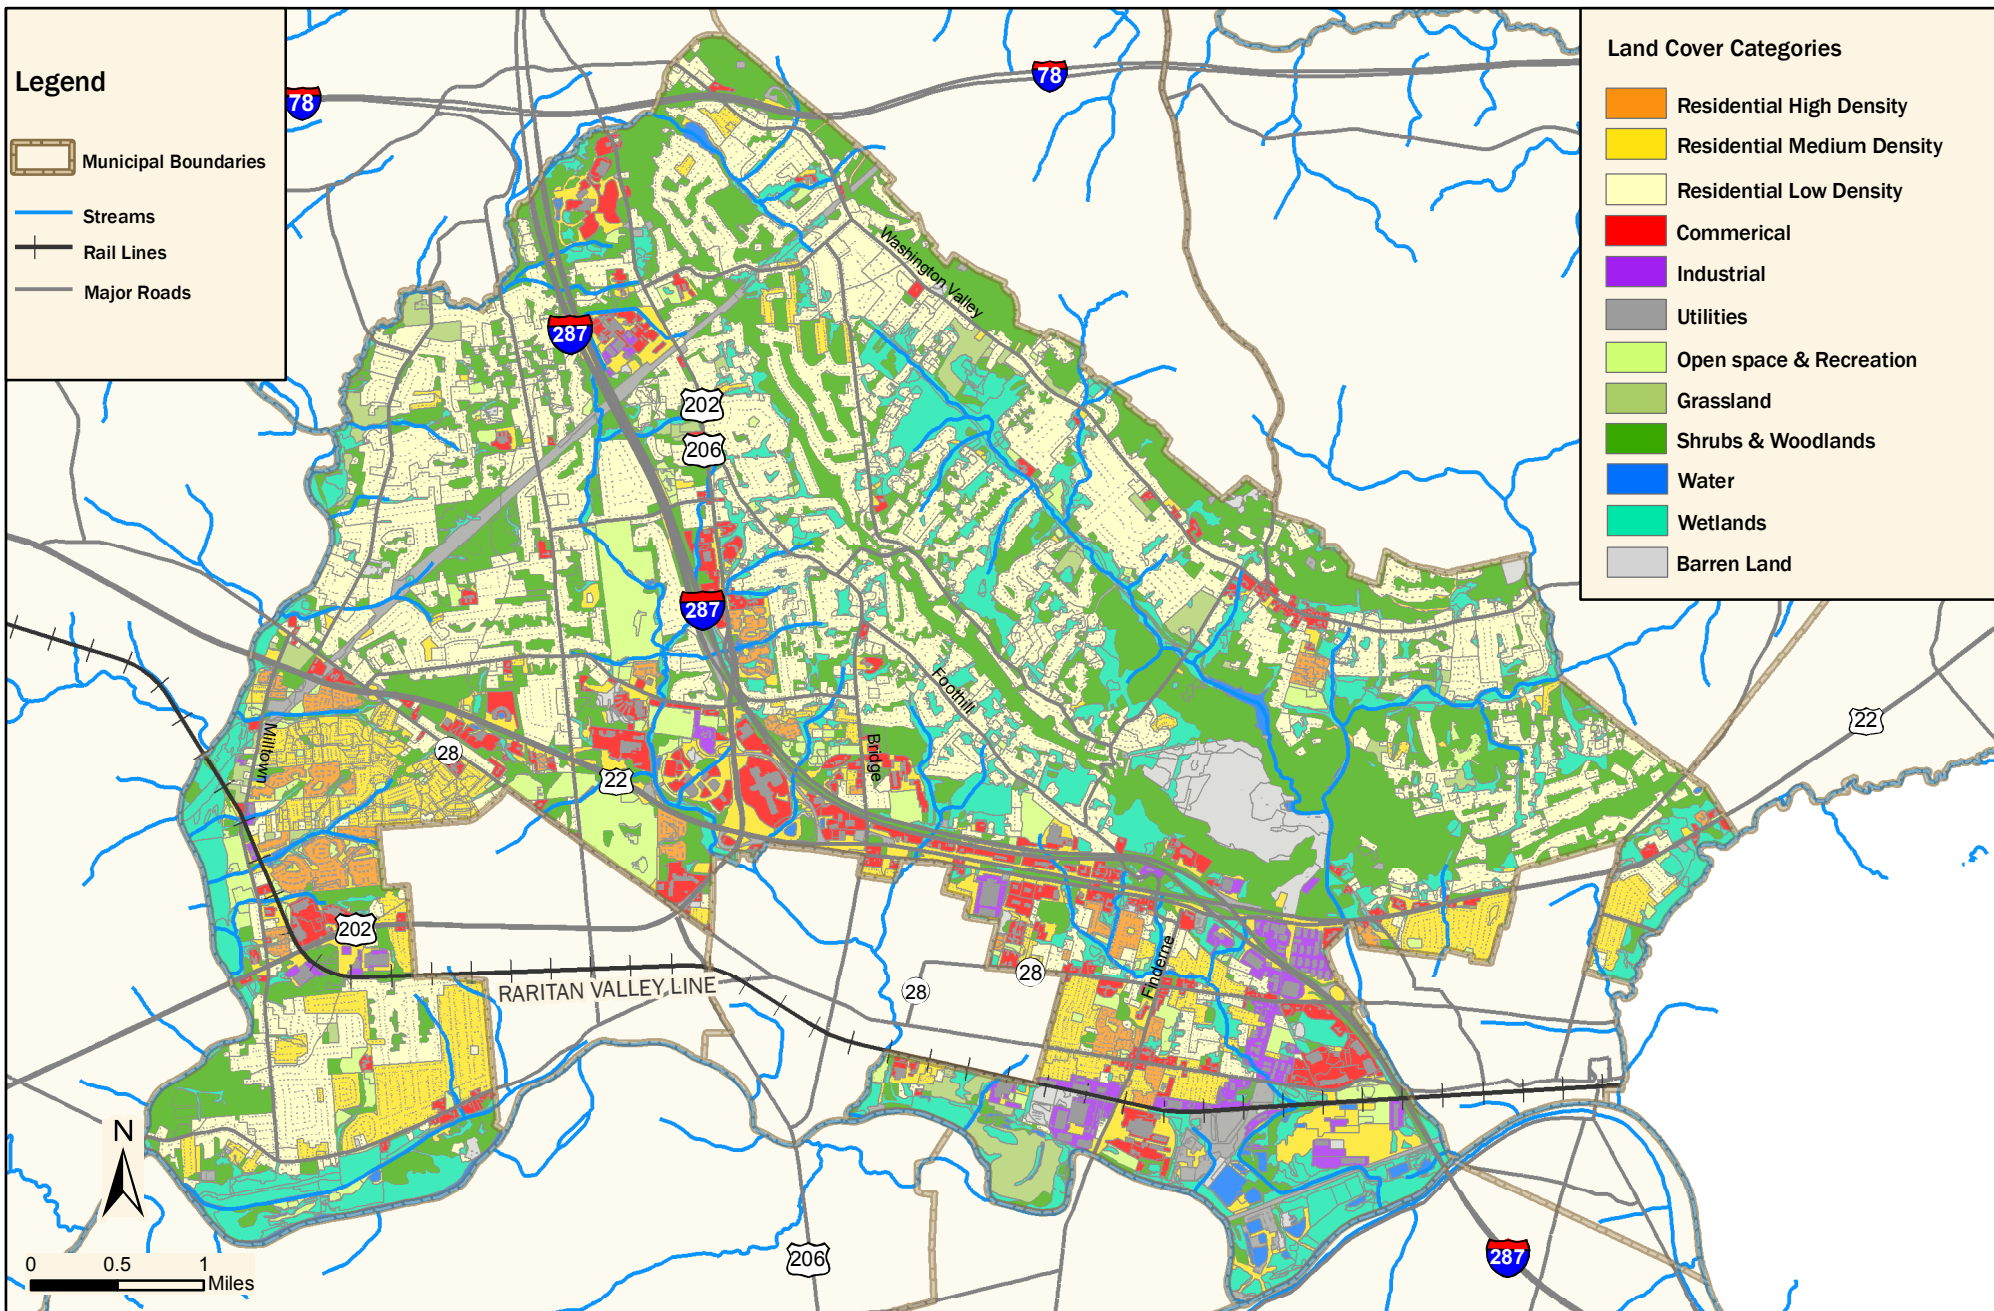 Legend
Municipal Boundaries
Streams
Rail Lines
Major Roads
Land Cover Categories
Residential High Density
Residential Medium Density
Residential Low Density
Commerical
Industrial
Utilities
Open space & Recreation
Grassland
Shrubs & Woodlands
Water
Wetlands
Barren Land
78
78
Washington Valley
287
202
206
287
Foothill
Milltown
28
22
Bridge
22
202
Finderne
28
28
RARITAN VALLEY LINE
N
206
287
0 0.5 1
Miles